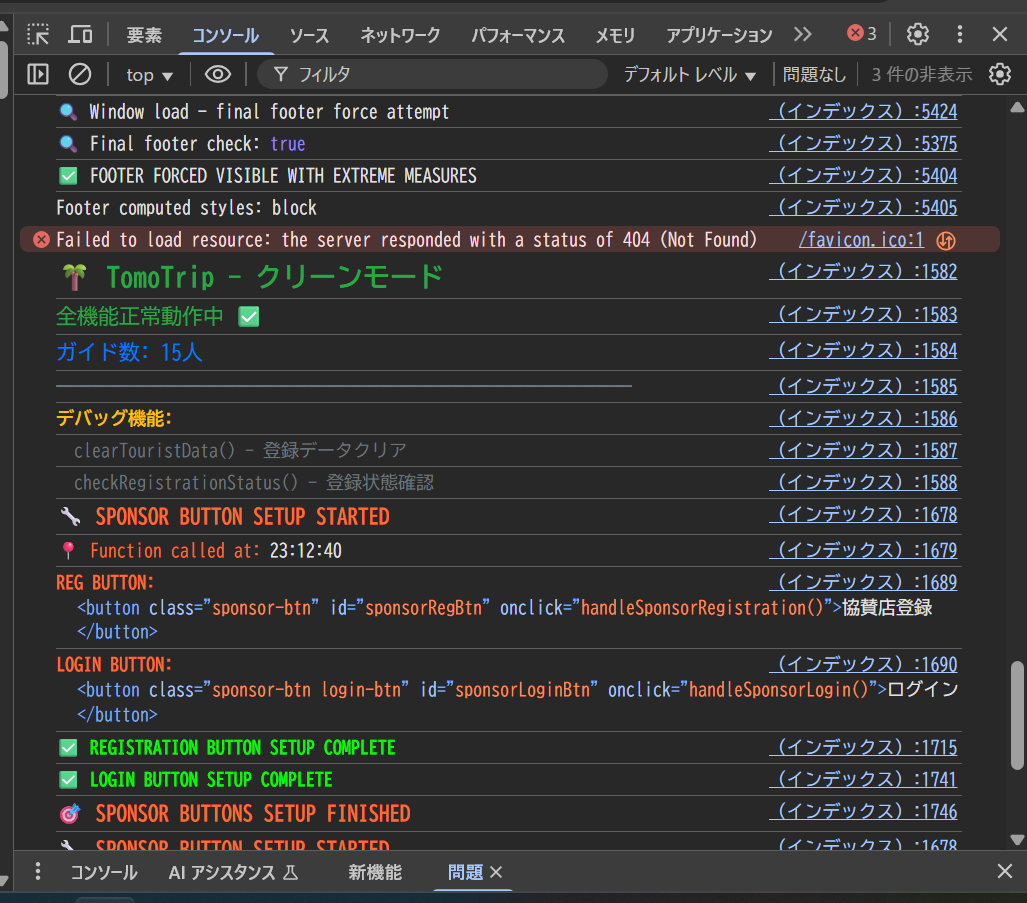 要素 コンソール ソース ネットワーク パフォーマンス メモリ アプリケーション 3
top フィルタ デフォルト レベル 問題なし 3 件の非表示
Window load – final footer force attempt （インデックス）:5424
Final footer check: true （インデックス）:5375
✅ FOOTER FORCED VISIBLE WITH EXTREME MEASURES （インデックス）:5404
Footer computed styles: block （インデックス）:5405
Failed to load resource: the server responded with a status of 404 (Not Found) /favicon.ico:1
🌴 TomoTrip - クリーンモード （インデックス）:1582
全機能正常動作中 ✅ （インデックス）:1583
ガイド数: 15人 （インデックス）:1584
（インデックス）:1585
デバッグ機能: （インデックス）:1586
clearTouristData() - 登録データクリア （インデックス）:1587
checkRegistrationStatus() - 登録状態確認 （インデックス）:1588
🔧 SPONSOR BUTTON SETUP STARTED （インデックス）:1678
📍 Function called at: 23:12:40 （インデックス）:1679
REG BUTTON: （インデックス）:1689
<button class="sponsor-btn" id="sponsorRegBtn" onclick="handleSponsorRegistration()">協賛店登録
</button>
LOGIN BUTTON: （インデックス）:1690
<button class="sponsor-btn login-btn" id="sponsorLoginBtn" onclick="handleSponsorLogin()">ログイン
</button>
✅ REGISTRATION BUTTON SETUP COMPLETE （インデックス）:1715
✅ LOGIN BUTTON SETUP COMPLETE （インデックス）:1741
🎯 SPONSOR BUTTONS SETUP FINISHED （インデックス）:1746
🔧 SPONSOR BUTTON SETUP STARTED （インデックス）:1678
コンソール AI アシスタンス 新機能 問題